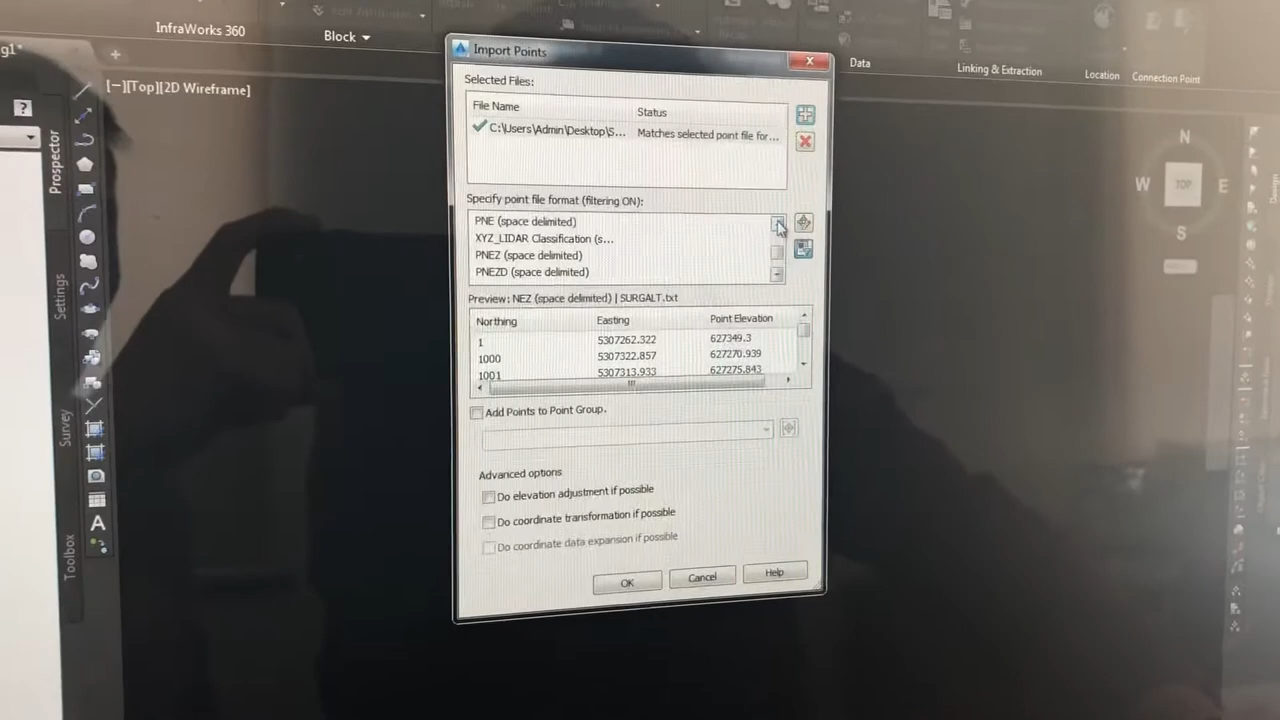 InfraWorks 360
Block
g1*
+
[−][Top][2D Wireframe]
?
Prospector
Settings
Survey
Toolbox
A
Import Points
Selected Files:
File Name Status
C:\Users\Admin\Desktop\S... Matches selected point file for...
Specify point file format (filtering ON):
PNE (space delimited)
XYZ_LIDAR Classification (s...
PNEZ (space delimited)
PNEZD (space delimited)
Preview: NEZ (space delimited) | SURGALT.txt
Northing Easting Point Elevation
1 5307262.322 627349.3
1000 5307322.857 627270.939
1001 5307313.933 627275.843
Add Points to Point Group.
Advanced options
Do elevation adjustment if possible
Do coordinate transformation if possible
Do coordinate data expansion if possible
OK Cancel Help
Data
Linking & Extraction
Location
Connection Point
N
W TOP E
S
Design